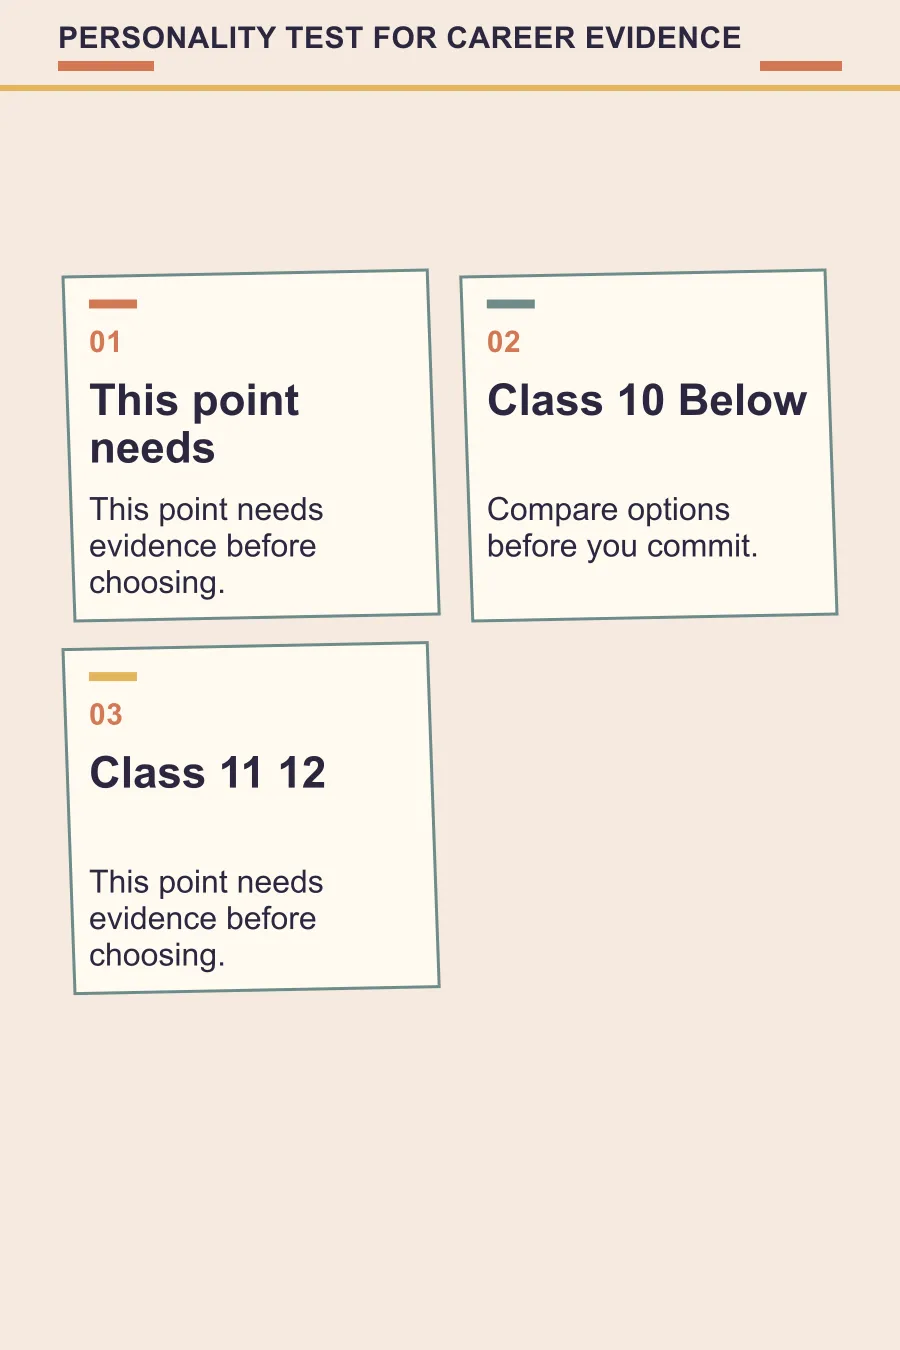 PERSONALITY TEST FOR CAREER EVIDENCE
01
This point
needs
This point needs
evidence before
choosing.
02
Class 10 Below
Compare options
before you commit.
03
Class 11 12
This point needs
evidence before
choosing.